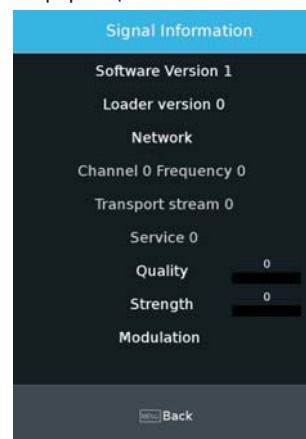 Signal Information
Software Version 1
Loader version 0
Network
Channel 0 Frequency 0
Transport stream 0
Service 0
Quality 0
Strength 0
Modulation
MENU Back